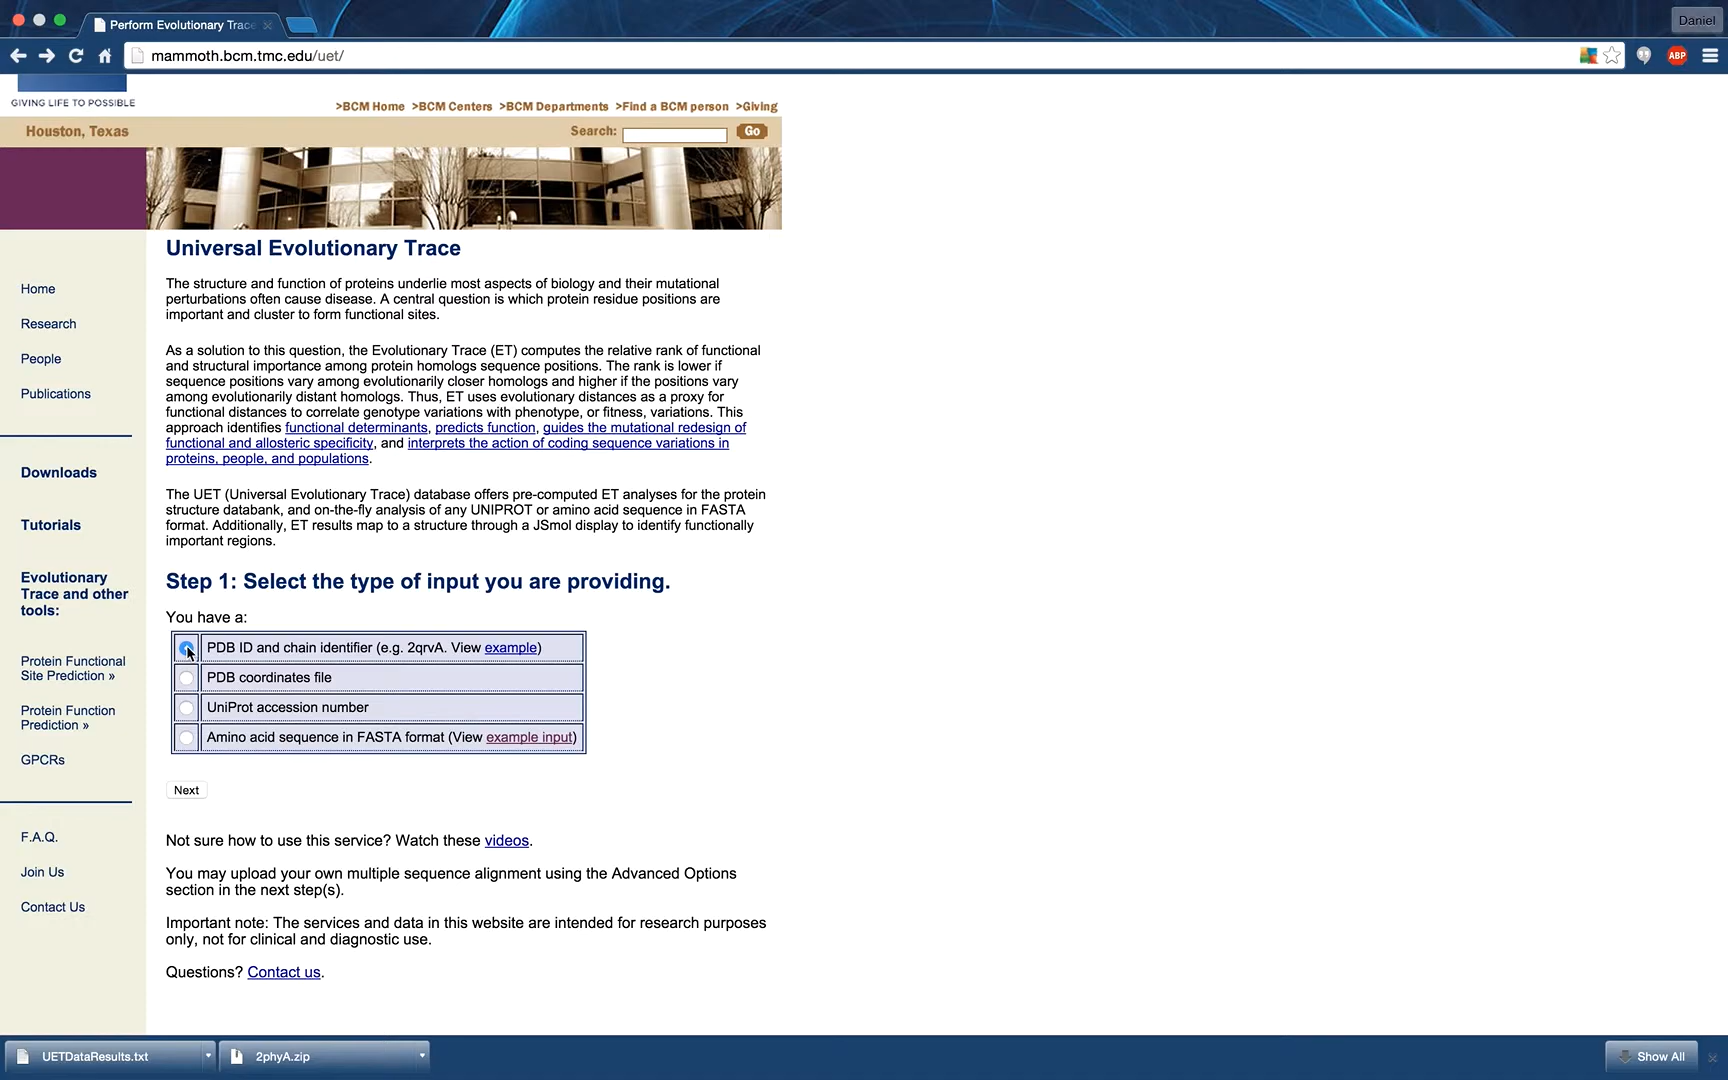 Perform Evolutionary Trace
Daniel
mammoth.bcm.tmc.edu/uet/
ABP
GIVING LIFE TO POSSIBLE
>BCM Home >BCM Centers >BCM Departments >Find a BCM person >Giving
Houston, Texas
Search: Go
Universal Evolutionary Trace
The structure and function of proteins underlie most aspects of biology and their mutational
perturbations often cause disease. A central question is which protein residue positions are
important and cluster to form functional sites.
As a solution to this question, the Evolutionary Trace (ET) computes the relative rank of functional
and structural importance among protein homologs sequence positions. The rank is lower if
sequence positions vary among evolutionarily closer homologs and higher if the positions vary
among evolutionarily distant homologs. Thus, ET uses evolutionary distances as a proxy for
functional distances to correlate genotype variations with phenotype, or fitness, variations. This
approach identifies functional determinants, predicts function, guides the mutational redesign of
functional and allosteric specificity, and interprets the action of coding sequence variations in
proteins, people, and populations.
The UET (Universal Evolutionary Trace) database offers pre-computed ET analyses for the protein
structure databank, and on-the-fly analysis of any UNIPROT or amino acid sequence in FASTA
format. Additionally, ET results map to a structure through a JSmol display to identify functionally
important regions.
Step 1: Select the type of input you are providing.
You have a:
PDB ID and chain identifier (e.g. 2qrvA. View example)
PDB coordinates file
UniProt accession number
Amino acid sequence in FASTA format (View example input)
Next
Not sure how to use this service? Watch these videos.
You may upload your own multiple sequence alignment using the Advanced Options
section in the next step(s).
Important note: The services and data in this website are intended for research purposes
only, not for clinical and diagnostic use.
Questions? Contact us.
Home
Research
People
Publications
Downloads
Tutorials
Evolutionary
Trace and other
tools:
Protein Functional
Site Prediction »
Protein Function
Prediction »
GPCRs
F.A.Q.
Join Us
Contact Us
UETDataResults.txt
2phyA.zip
Show All